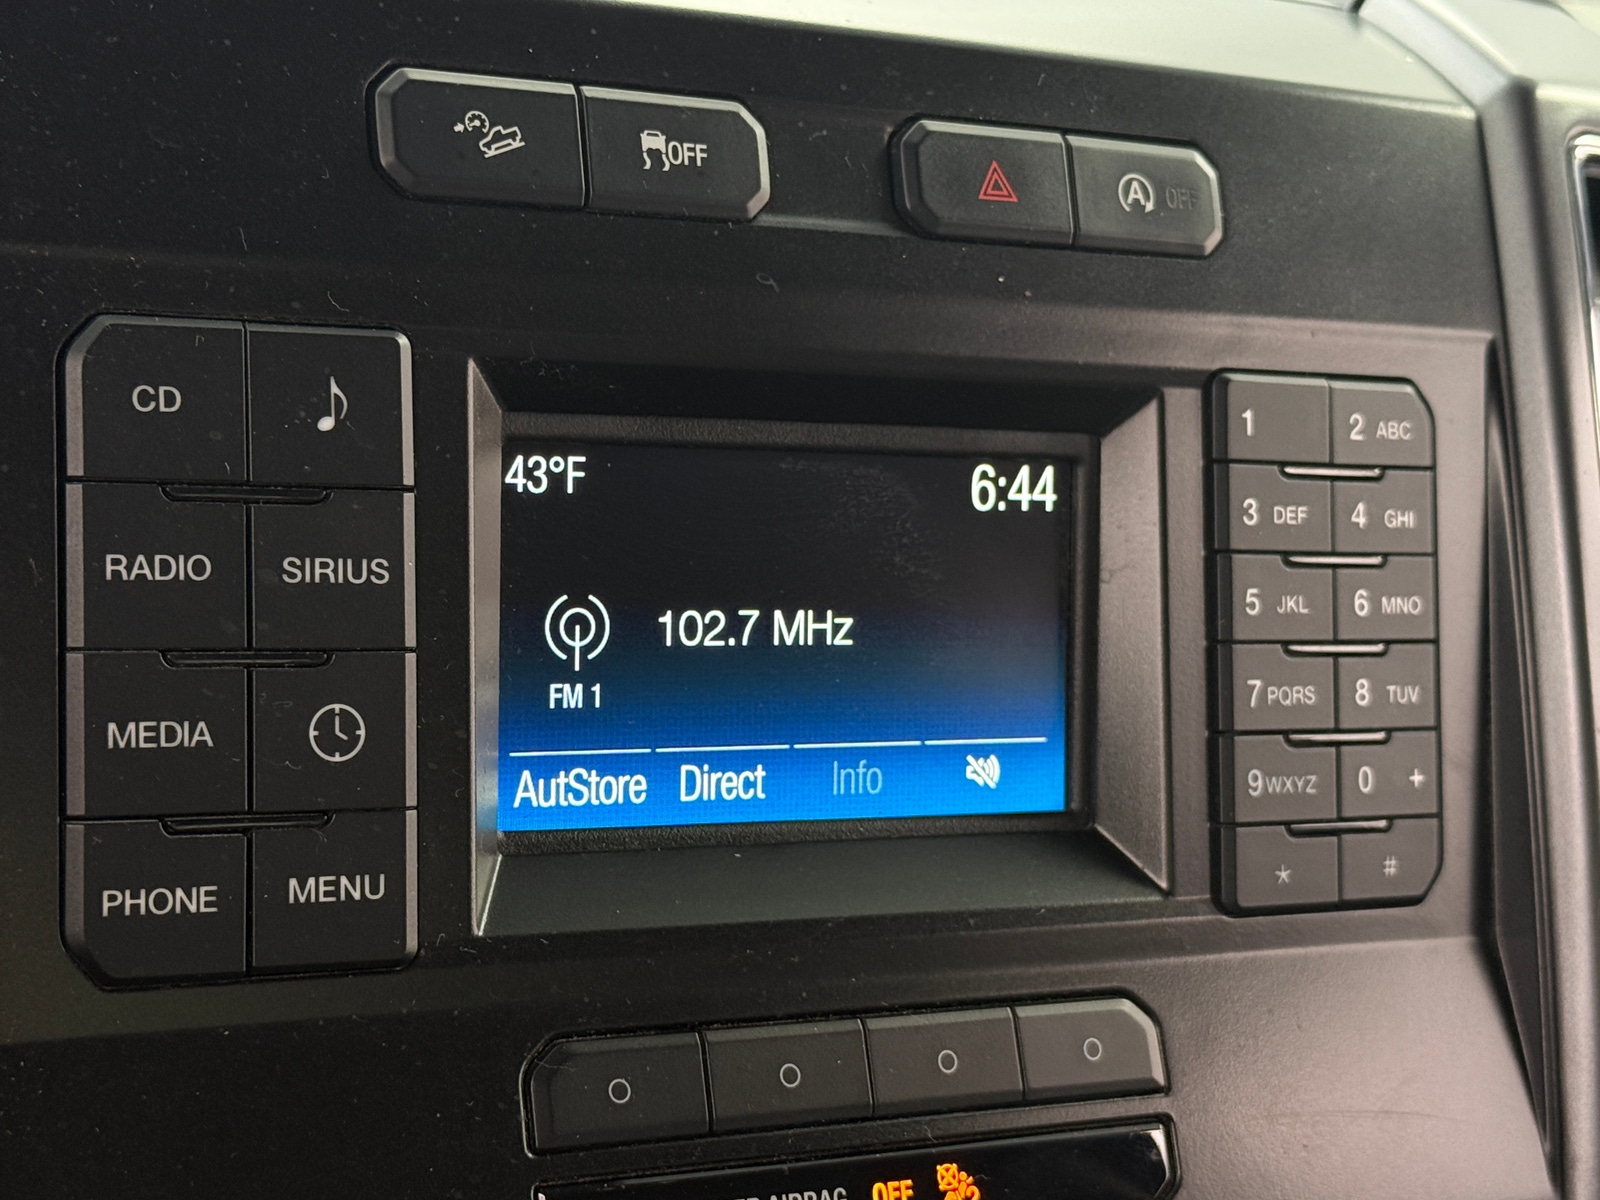 OFF
A OFF
CD
RADIO SIRIUS
MEDIA
PHONE MENU
43°F 6:44
102.7 MHz
FM 1
AutStore Direct Info
1 2 ABC
3 DEF 4 GHI
5 JKL 6 MNO
7 PQRS 8 TUV
9 WXYZ 0 +
* #
AIRBAG OFF